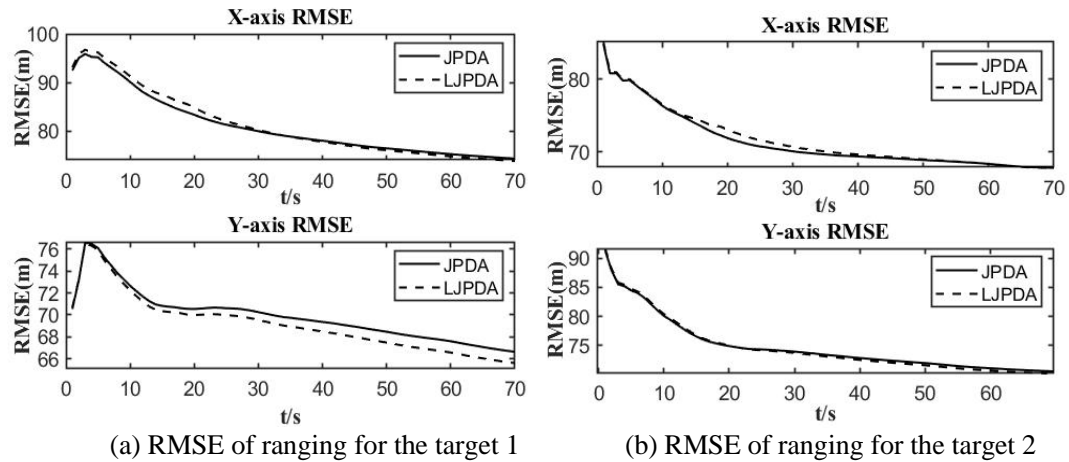 X-axis RMSE
RMSE(m)
100
90
80
JPDA
LJPDA
0 10 20 30 40 50 60 70
t/s
Y-axis RMSE
RMSE(m)
76
74
72
70
68
66
JPDA
LJPDA
0 10 20 30 40 50 60 70
t/s
(a) RMSE of ranging for the target 1
X-axis RMSE
RMSE(m)
80
70
JPDA
LJPDA
0 10 20 30 40 50 60 70
t/s
Y-axis RMSE
RMSE(m)
90
85
80
75
JPDA
LJPDA
0 10 20 30 40 50 60
t/s
(b) RMSE of ranging for the target 2